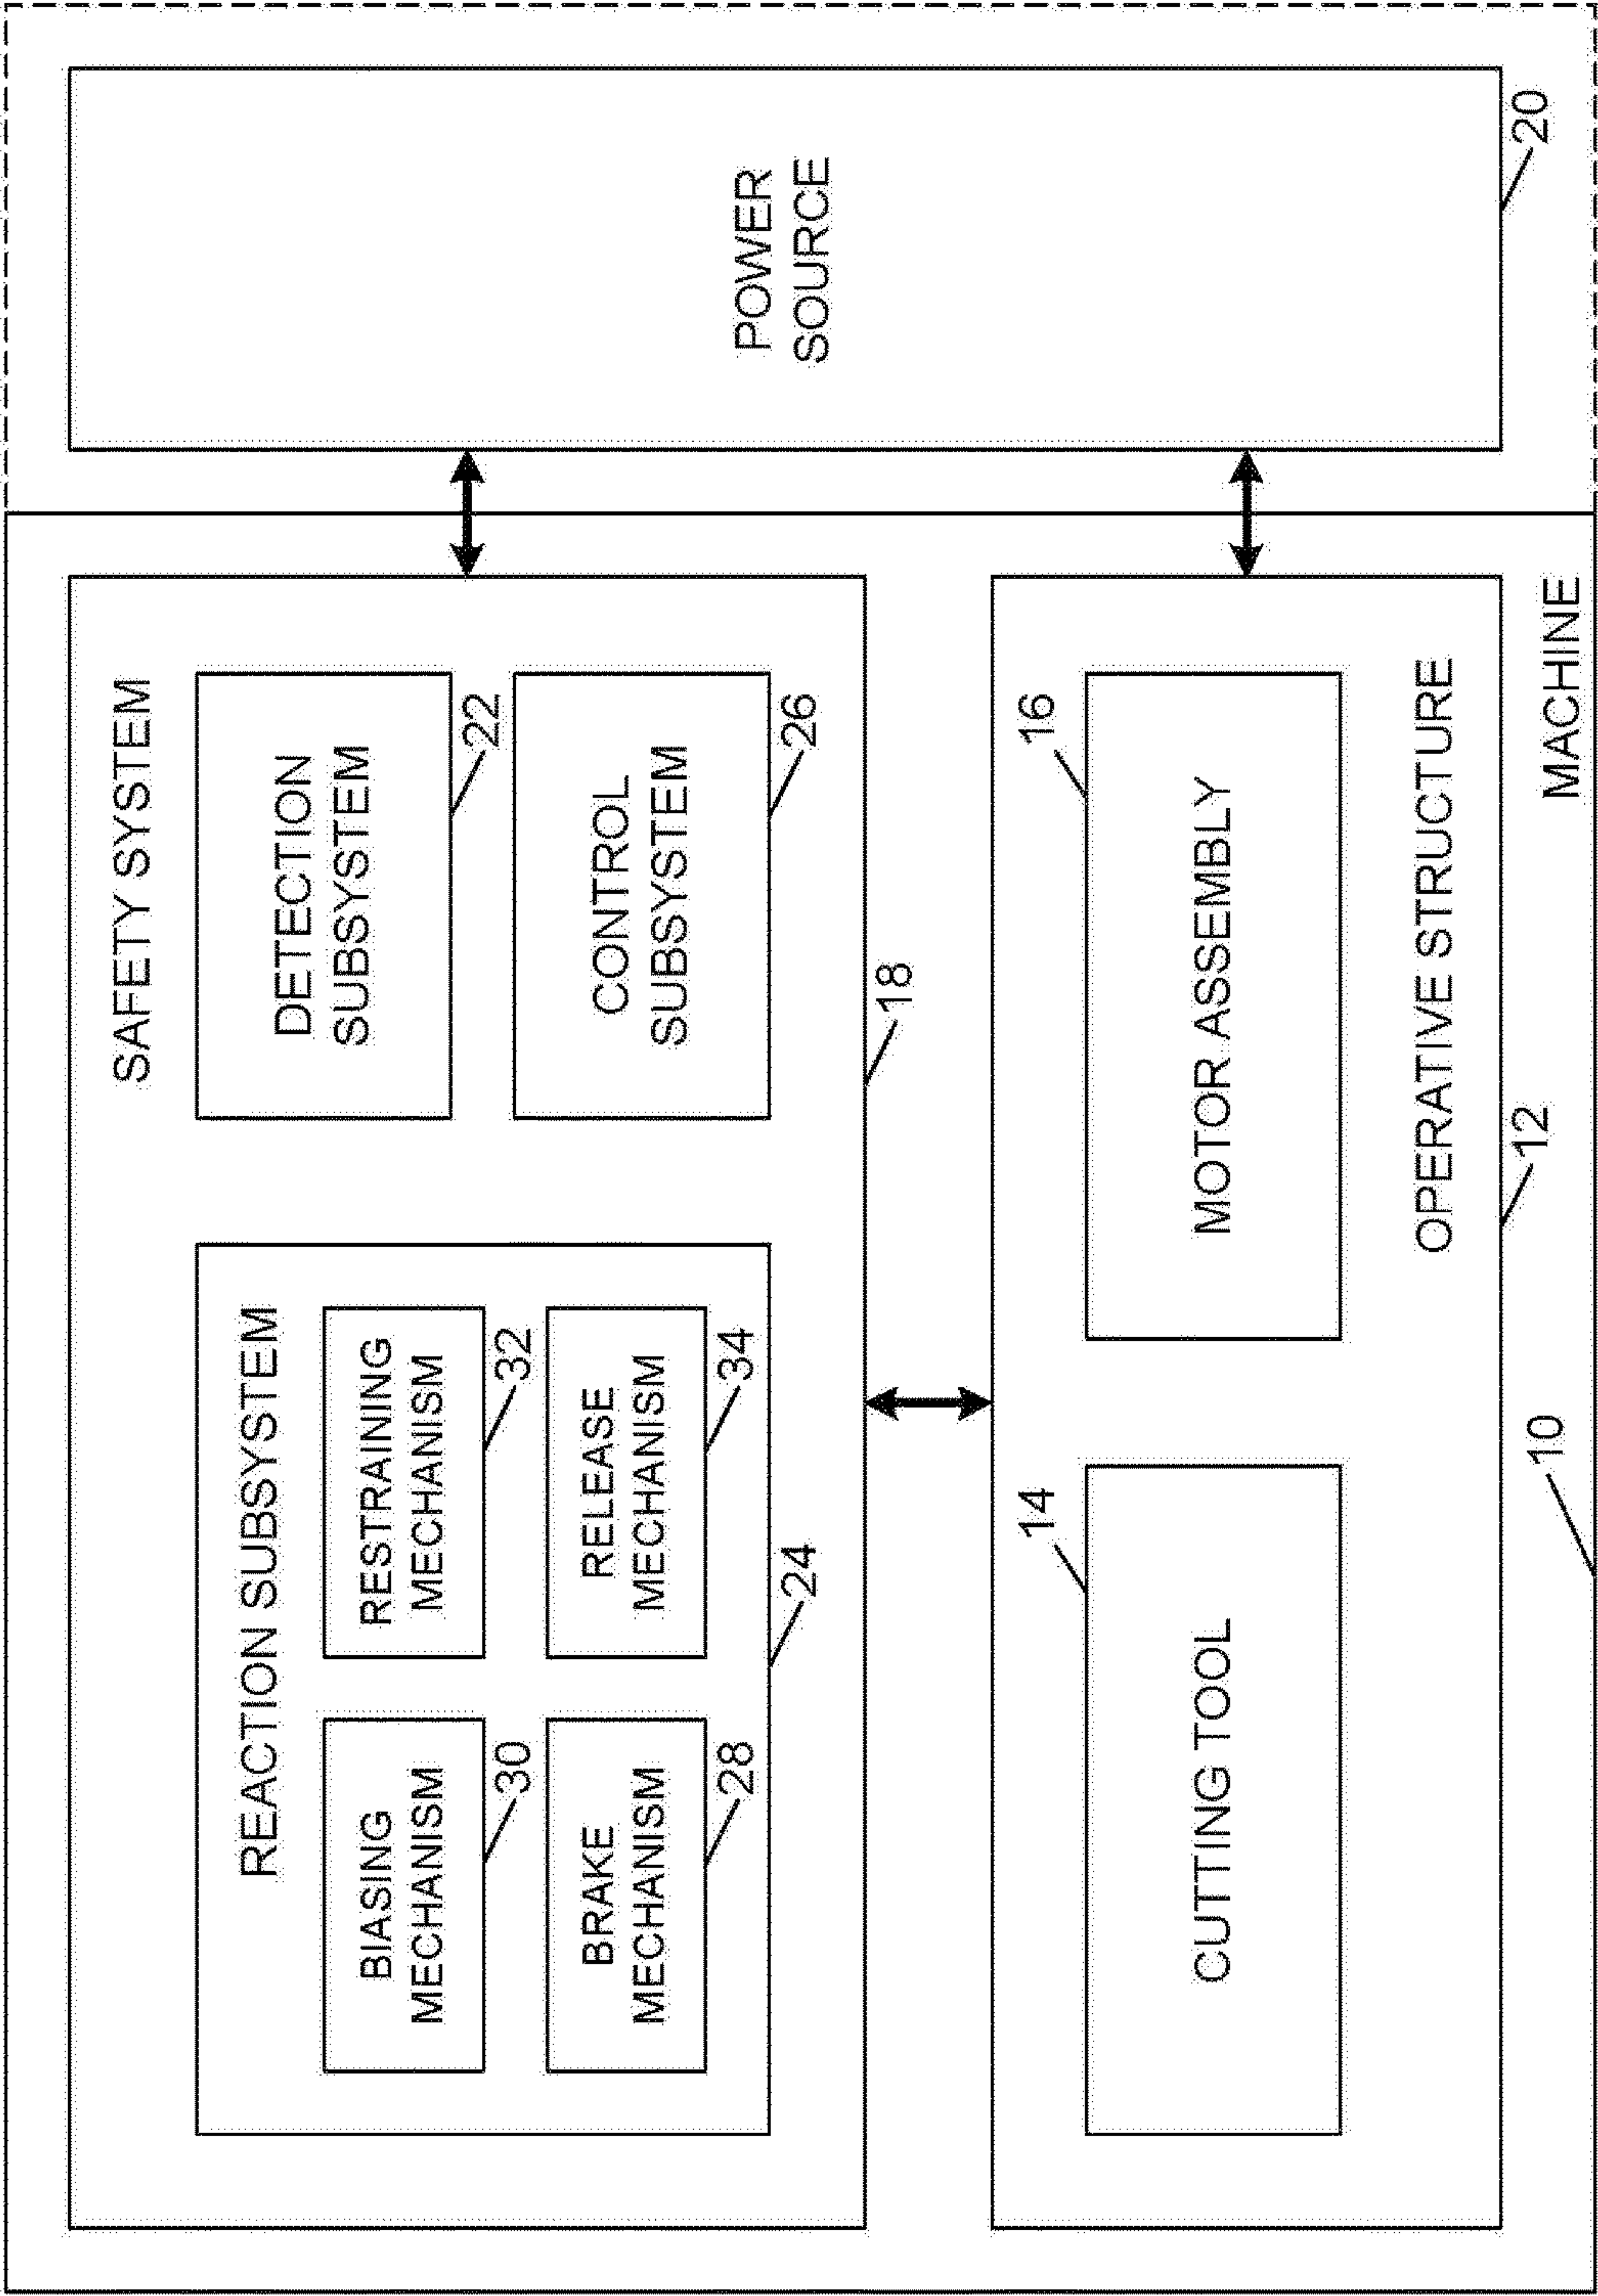 SAFETY SYSTEM
REACTION SUBSYSTEM
BIASING
MECHANISM
30
RESTRAINING
MECHANISM
32
BRAKE
MECHANISM
28
RELEASE
MECHANISM
34
24
DETECTION
SUBSYSTEM
22
CONTROL
SUBSYSTEM
26
18
POWER
SOURCE
20
14
CUTTING TOOL
16
MOTOR ASSEMBLY
OPERATIVE STRUCTURE
12
10
MACHINE